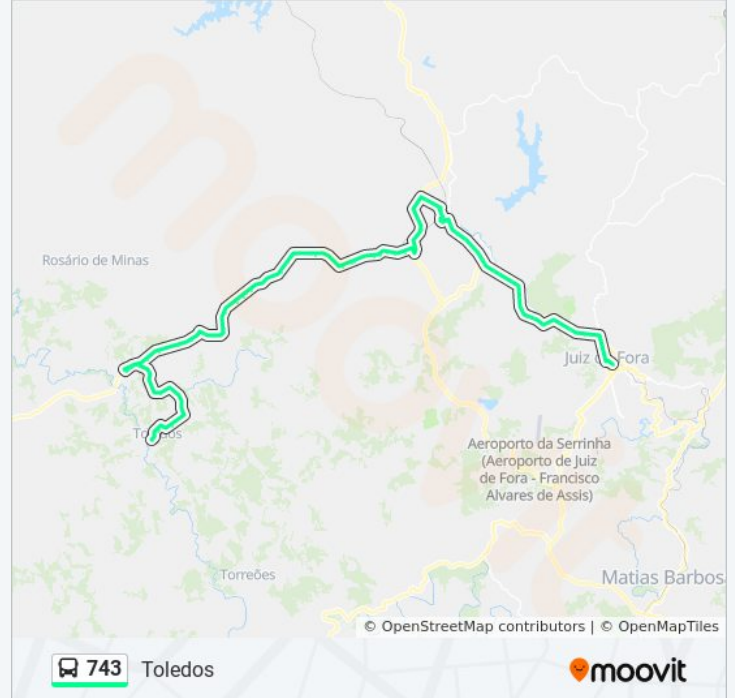 Rosário de Minas
Juiz de Fora
Toledos
Aeroporto da Serrinha
(Aeroporto de Juiz
de Fora - Francisco
Alvares de Assis)
Torreões
Matias Barbos
© OpenStreetMap contributors | © OpenMapTiles
743 Toledos
moovit